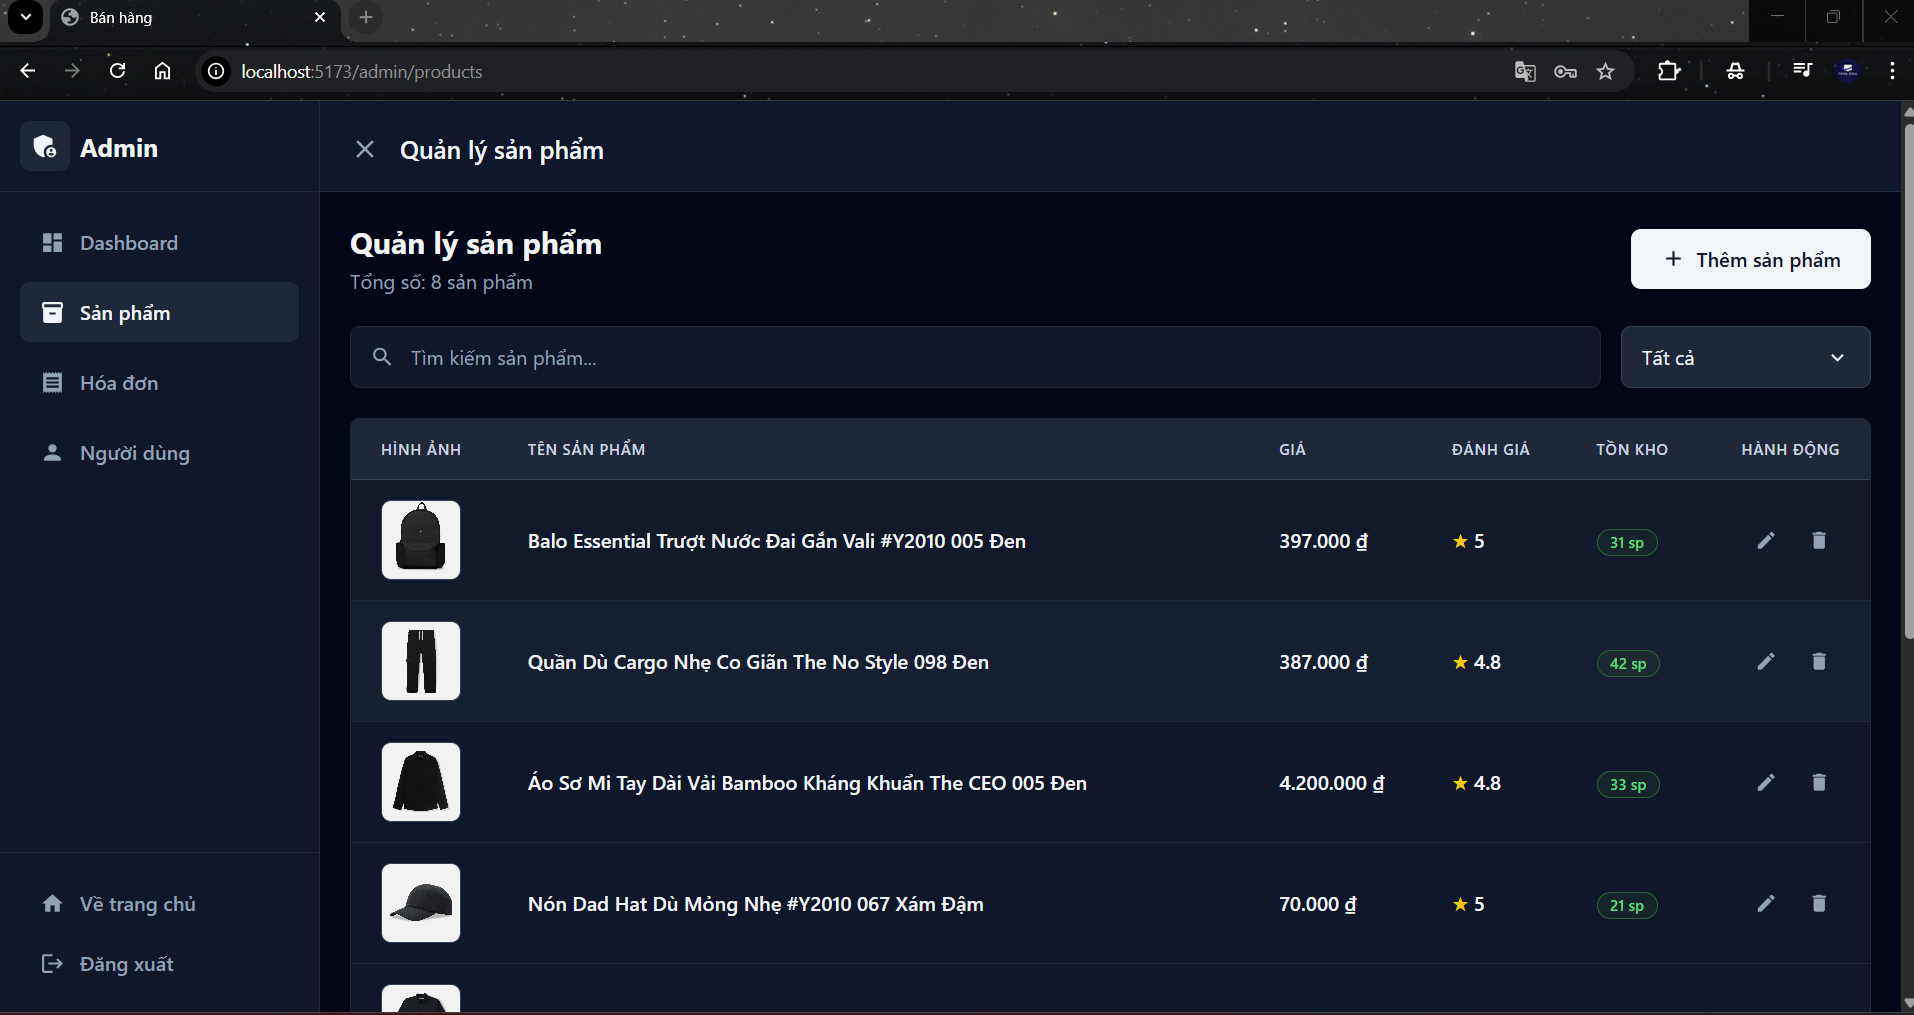 Bán hàng
localhost:5173/admin/products
Admin
Quản lý sản phẩm
Dashboard
Sản phẩm
Hóa đơn
Người dùng
Về trang chủ
Đăng xuất
Quản lý sản phẩm
Tổng số: 8 sản phẩm
Thêm sản phẩm
Tìm kiếm sản phẩm...
Tất cả
HÌNH ẢNH TÊN SẢN PHẨM GIÁ ĐÁNH GIÁ TỒN KHO HÀNH ĐỘNG
Balo Essential Trượt Nước Đai Gắn Vali #Y2010 005 Đen 397.000 ₫ ★ 5 31 sp
Quần Dù Cargo Nhẹ Co Giãn The No Style 098 Đen 387.000 ₫ ★ 4.8 42 sp
Áo Sơ Mi Tay Dài Vải Bamboo Kháng Khuẩn The CEO 005 Đen 4.200.000 ₫ ★ 4.8 33 sp
Nón Dad Hat Dù Mỏng Nhẹ #Y2010 067 Xám Đậm 70.000 ₫ ★ 5 21 sp